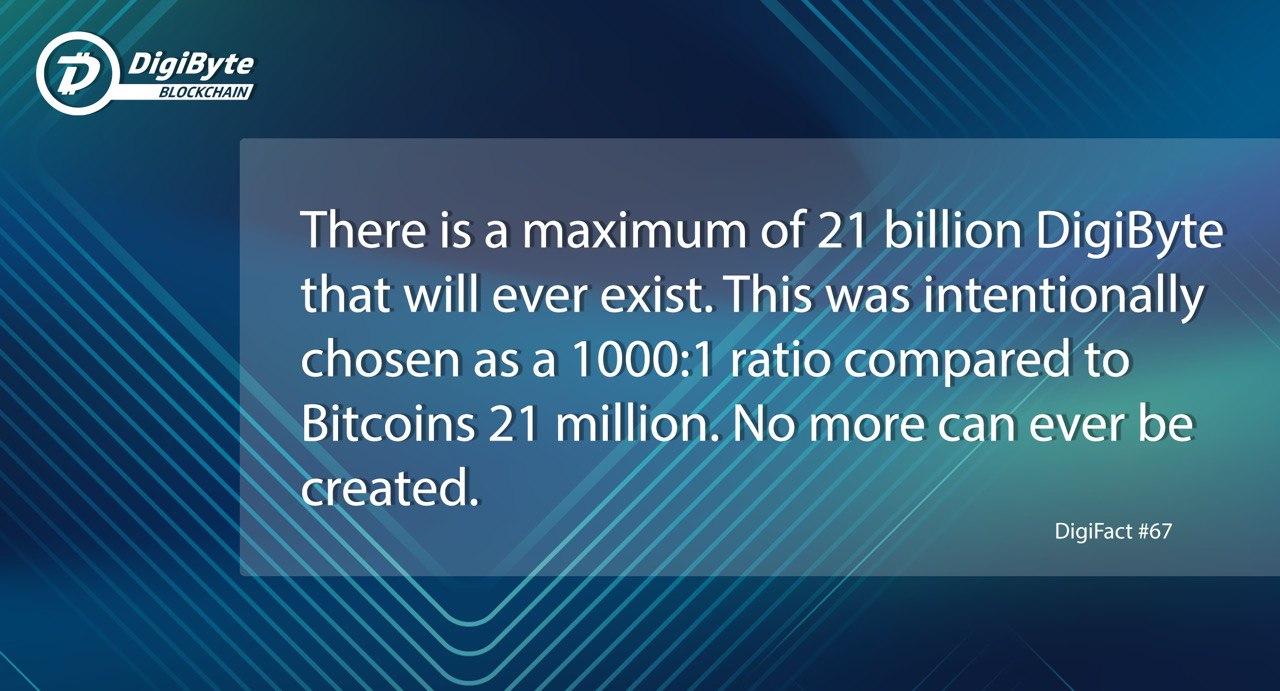 DigiByte
BLOCKCHAIN
There is a maximum of 21 billion DigiByte
that will ever exist. This was intentionally
chosen as a 1000:1 ratio compared to
Bitcoins 21 million. No more can ever be
created.
DigiFact #67